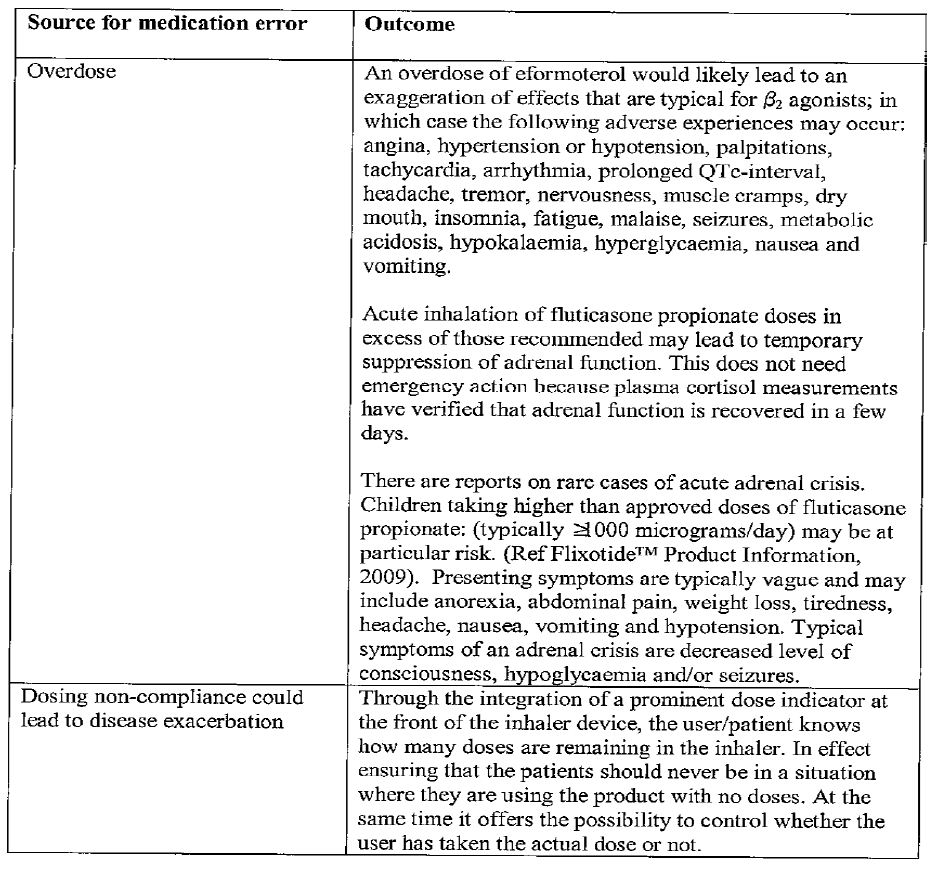 Source for medication error
Outcome
Overdose
An overdose of eformoterol would likely lead to an
exaggeration of effects that are typical for β₂ agonists; in
which case the following adverse experiences may occur:
angina, hypertension or hypotension, palpitations,
tachycardia, arrhythmia, prolonged QTc-interval,
headache, tremor, nervousness, muscle cramps, dry
mouth, insomnia, fatigue, malaise, seizures, metabolic
acidosis, hypokalaemia, hyperglycaemia, nausea and
vomiting.
Acute inhalation of fluticasone propionate doses in
excess of those recommended may lead to temporary
suppression of adrenal function. This does not need
emergency action because plasma cortisol measurements
have verified that adrenal function is recovered in a few
days.
There are reports on rare cases of acute adrenal crisis.
Children taking higher than approved doses of fluticasone
propionate: (typically ≥1000 micrograms/day) may be at
particular risk. (Ref Flixotide™ Product Information,
2009). Presenting symptoms are typically vague and may
include anorexia, abdominal pain, weight loss, tiredness,
headache, nausea, vomiting and hypotension. Typical
symptoms of an adrenal crisis are decreased level of
consciousness, hypoglycaemia and/or seizures.
Dosing non-compliance could
lead to disease exacerbation
Through the integration of a prominent dose indicator at
the front of the inhaler device, the user/patient knows
how many doses are remaining in the inhaler. In effect
ensuring that the patients should never be in a situation
where they are using the product with no doses. At the
same time it offers the possibility to control whether the
user has taken the actual dose or not.